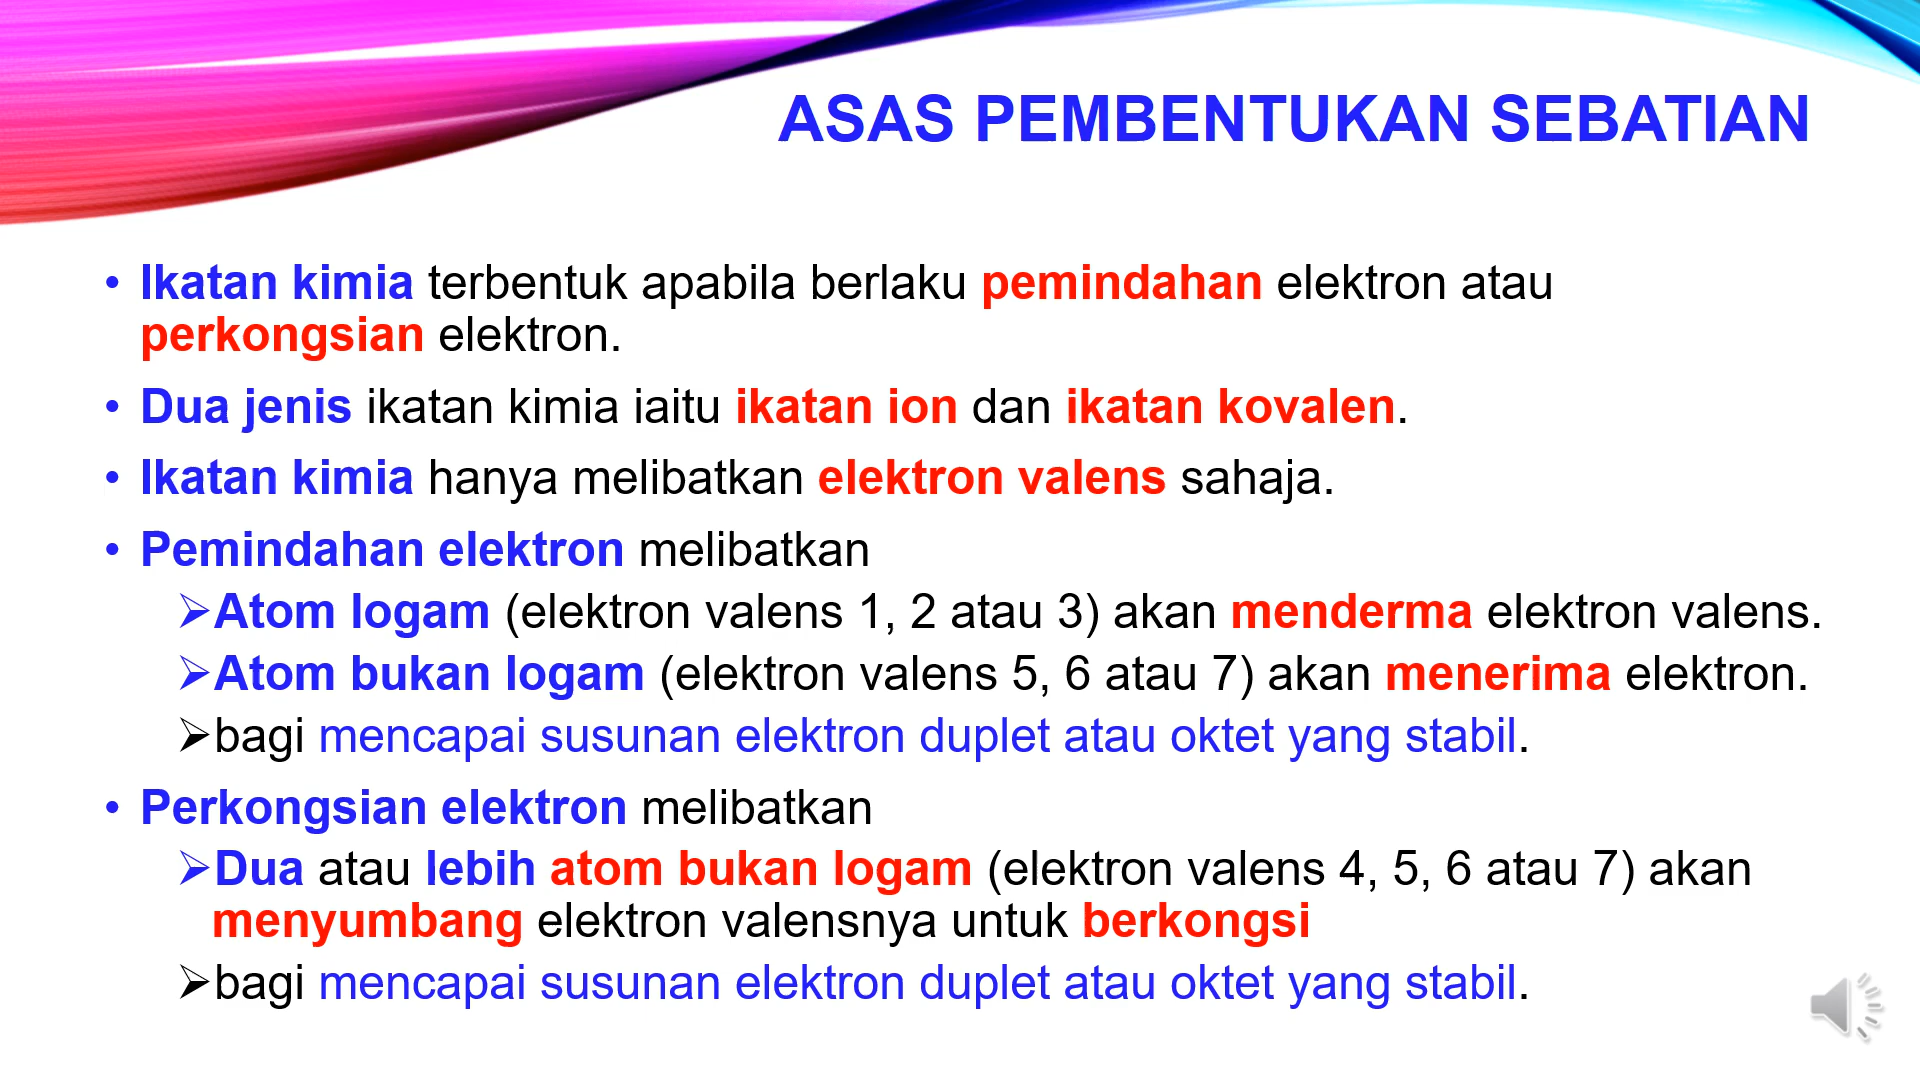 ASAS PEMBENTUKAN SEBATIAN
• Ikatan kimia terbentuk apabila berlaku pemindahan elektron atau
perkongsian elektron.
• Dua jenis ikatan kimia iaitu ikatan ion dan ikatan kovalen.
• Ikatan kimia hanya melibatkan elektron valens sahaja.
• Pemindahan elektron melibatkan
➢Atom logam (elektron valens 1, 2 atau 3) akan menderma elektron valens.
➢Atom bukan logam (elektron valens 5, 6 atau 7) akan menerima elektron.
➢bagi mencapai susunan elektron duplet atau oktet yang stabil.
• Perkongsian elektron melibatkan
➢Dua atau lebih atom bukan logam (elektron valens 4, 5, 6 atau 7) akan
menyumbang elektron valensnya untuk berkongsi
➢bagi mencapai susunan elektron duplet atau oktet yang stabil.